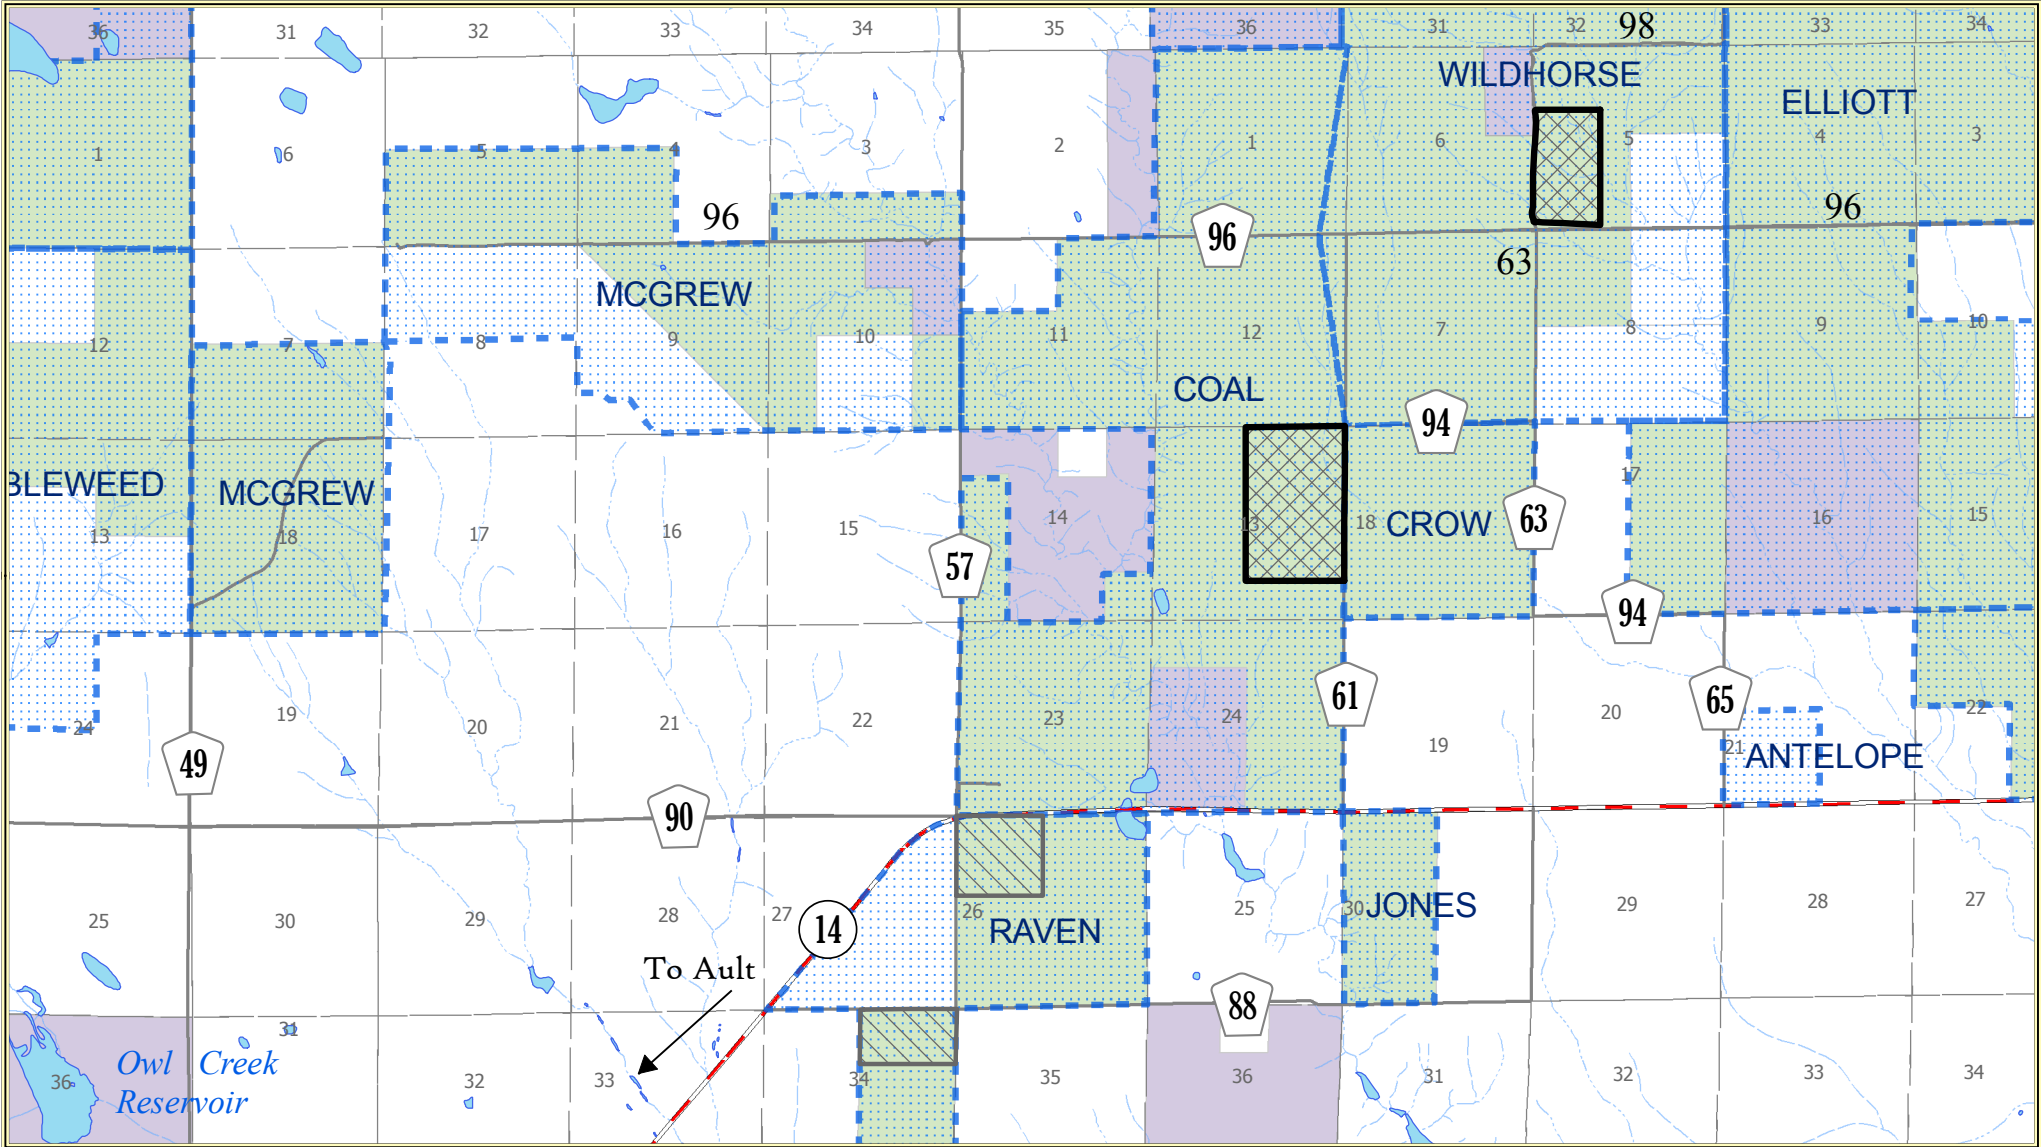 36 31 32 33 34 35 36 31 32 98 33 34
WILDHORSE
ELLIOTT
1 6 5 4 3 2 1 6 5 4 3
96
96
96
63
MCGREW
12 7 8 9 10 11 12 7 8 9 10
COAL
94
BLEWEED
MCGREW
13 18 17 16 15 14 13 18 17 16 15
CROW
63
57
94
24 19 20 21 22 23 24 19 20 21 22
61
65
ANTELOPE
49
90
25 30 29 28 27 26 25 30 29 28 27
14
RAVEN
JONES
To Ault
88
36 31 32 33 34 35 36 31 32 33 34
Owl Creek
Reservoir